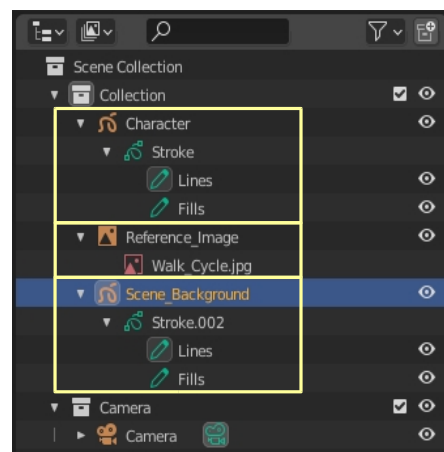 Scene Collection
Collection
Character
Stroke
Lines
Fills
Reference_Image
Walk_Cycle.jpg
Scene_Background
Stroke.002
Lines
Fills
Camera
Camera